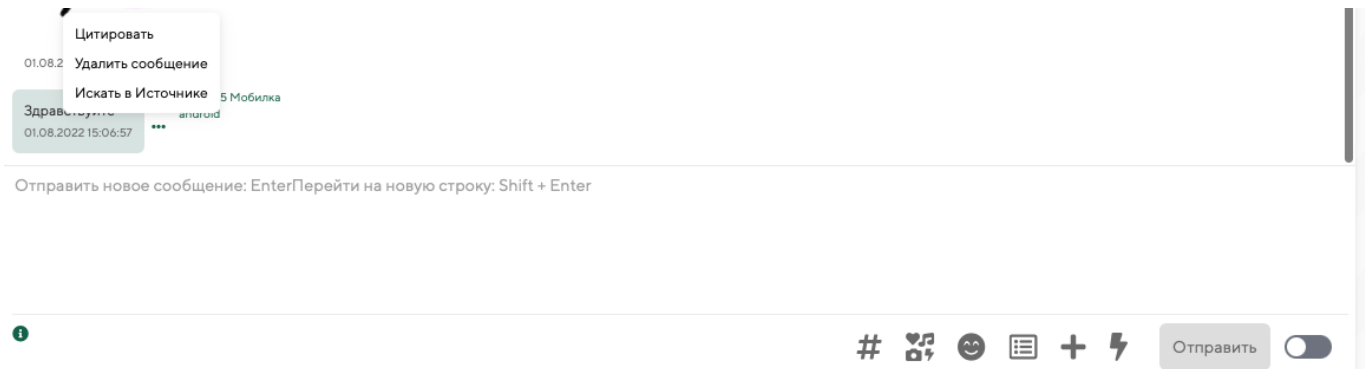 Цитировать
01.08.2
Удалить сообщение
Искать в Источнике
5 Мобилка
Здравствуйте
android
01.08.2022 15:06:57
•••
Отправить новое сообщение: EnterПерейти на новую строку: Shift + Enter
Отправить